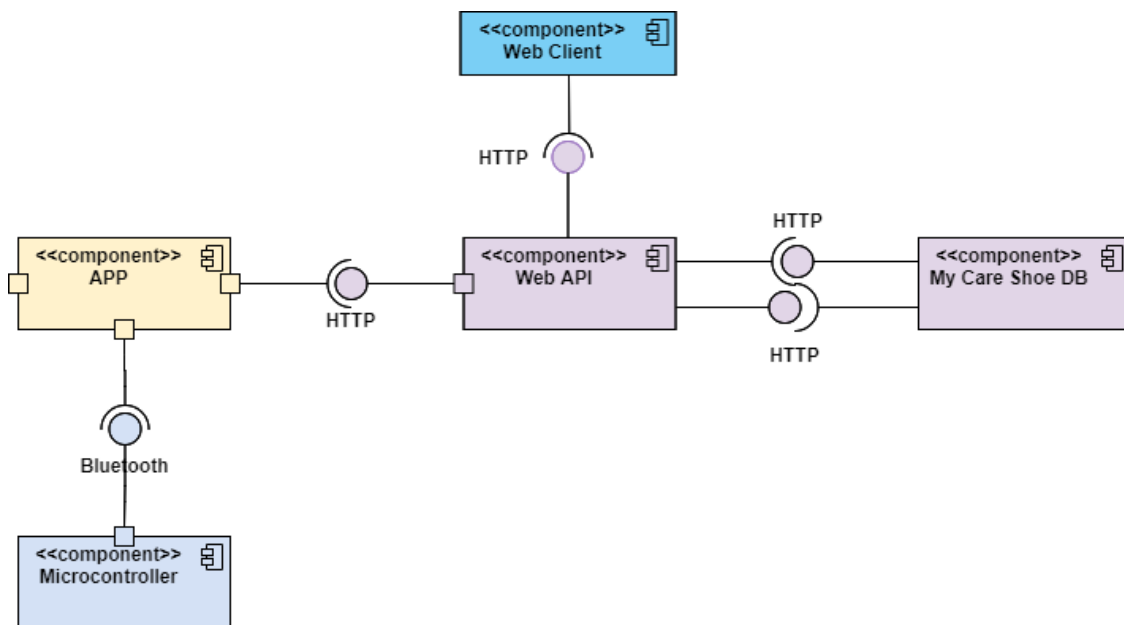 <<component>>
Web Client
HTTP
<<component>>
APP
HTTP
<<component>>
Web API
HTTP
HTTP
<<component>>
My Care Shoe DB
Bluetooth
<<component>>
Microcontroller